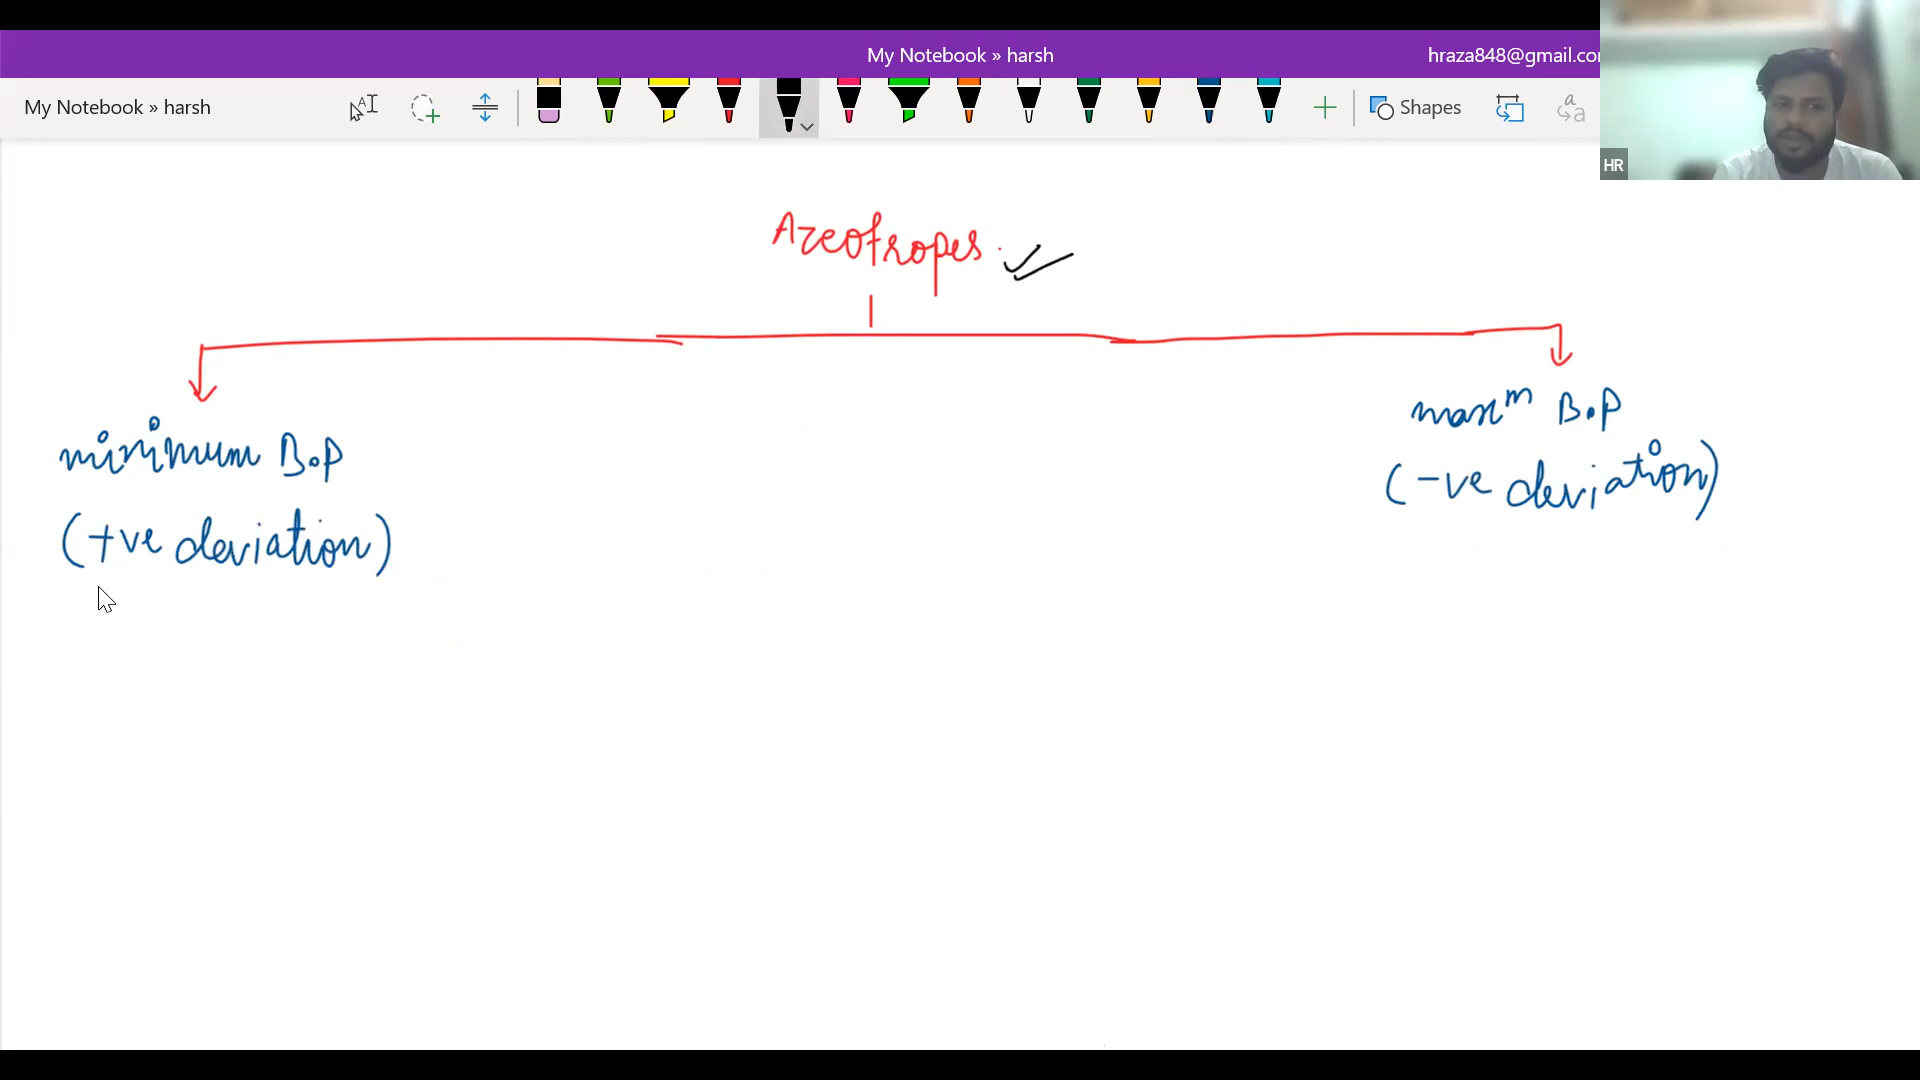 My Notebook » harsh
hraza848@gmail.co
My Notebook » harsh
Shapes
HR
Azeotropes.
minimum B.P
(+ve deviation)
maxm B.P
(-ve deviation)